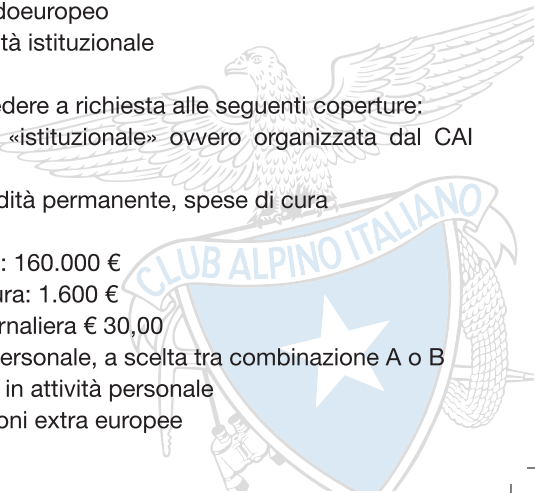 doeuropeo
tà istituzionale
edere a richiesta alle seguenti coperture:
«istituzionale» ovvero organizzata dal CAI
dità permanente, spese di cura
: 160.000 €
ura: 1.600 €
rnaliera € 30,00
ersonale, a scelta tra combinazione A o B
in attività personale
oni extra europee
CLUB ALPINO ITALIANO